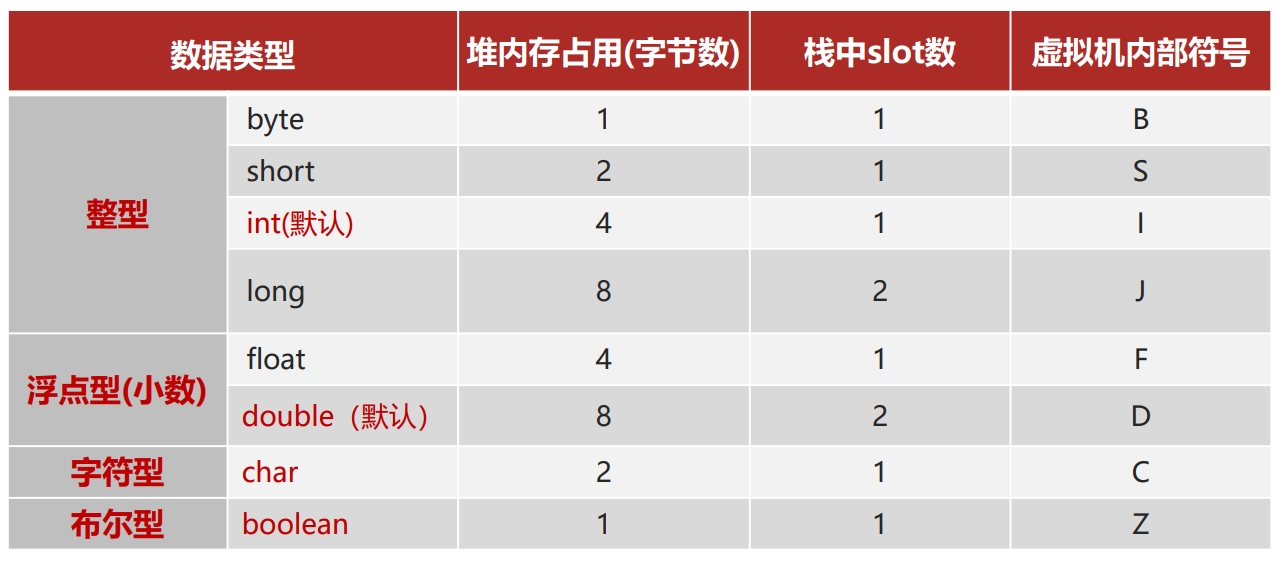 数据类型 堆内存占用(字节数) 栈中slot数 虚拟机内部符号
整型 byte 1 1 B
short 2 1 S
int(默认) 4 1 I
long 8 2 J
浮点型(小数) float 4 1 F
double（默认） 8 2 D
字符型 char 2 1 C
布尔型 boolean 1 1 Z